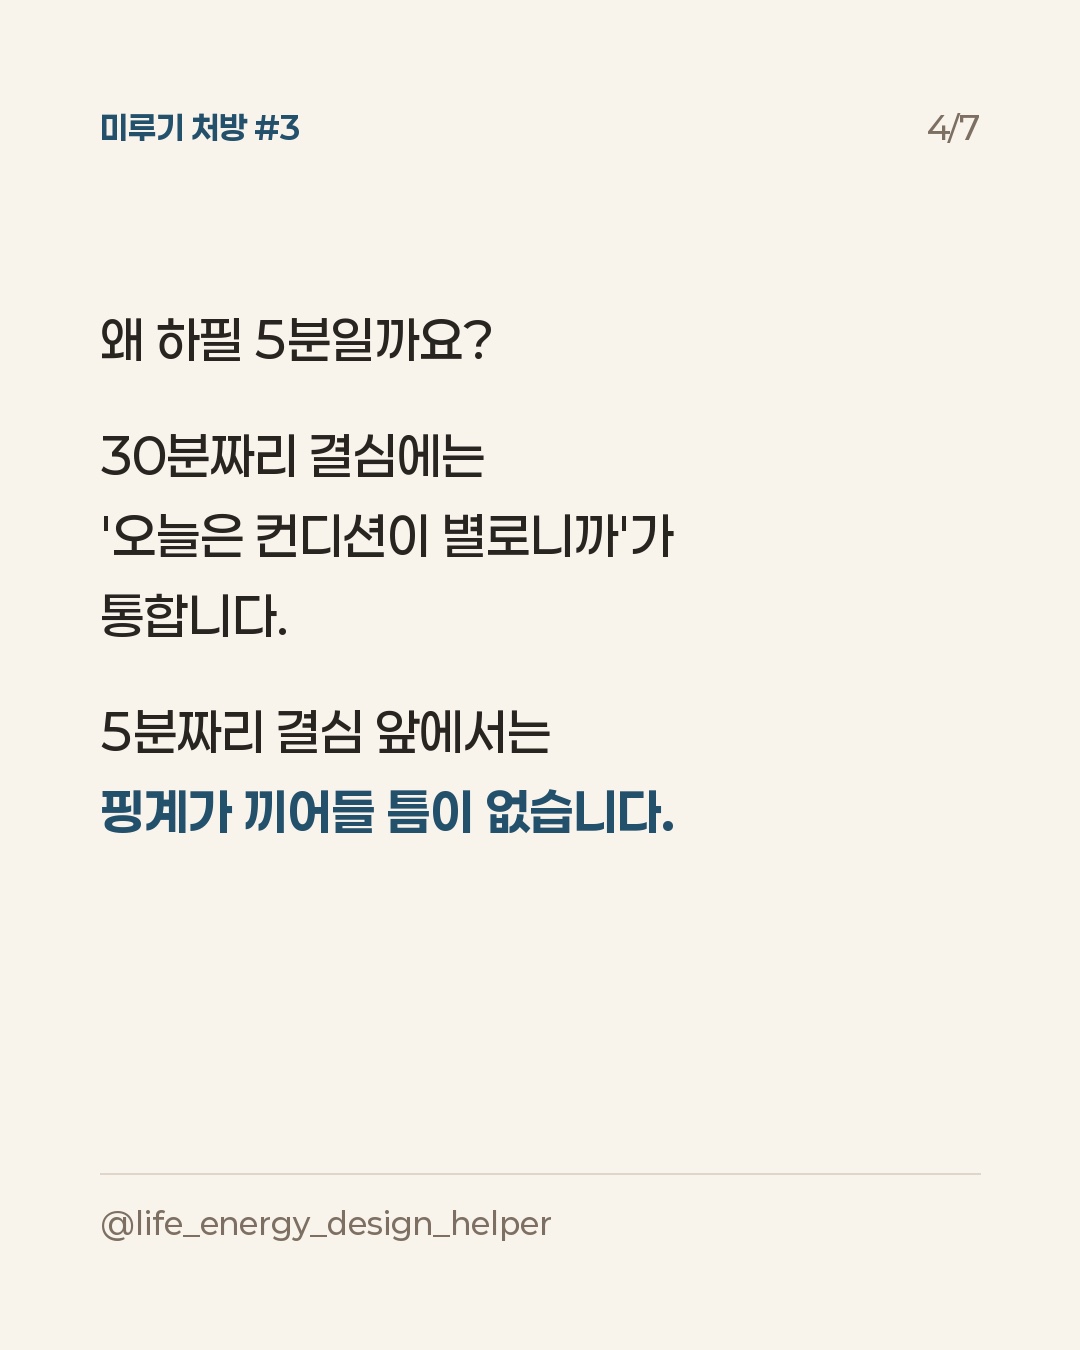 미루기 처방 #3
4/7
왜 하필 5분일까요?
30분짜리 결심에는
'오늘은 컨디션이 별로니까'가
통합니다.
5분짜리 결심 앞에서는
핑계가 끼어들 틈이 없습니다.
@life_energy_design_helper